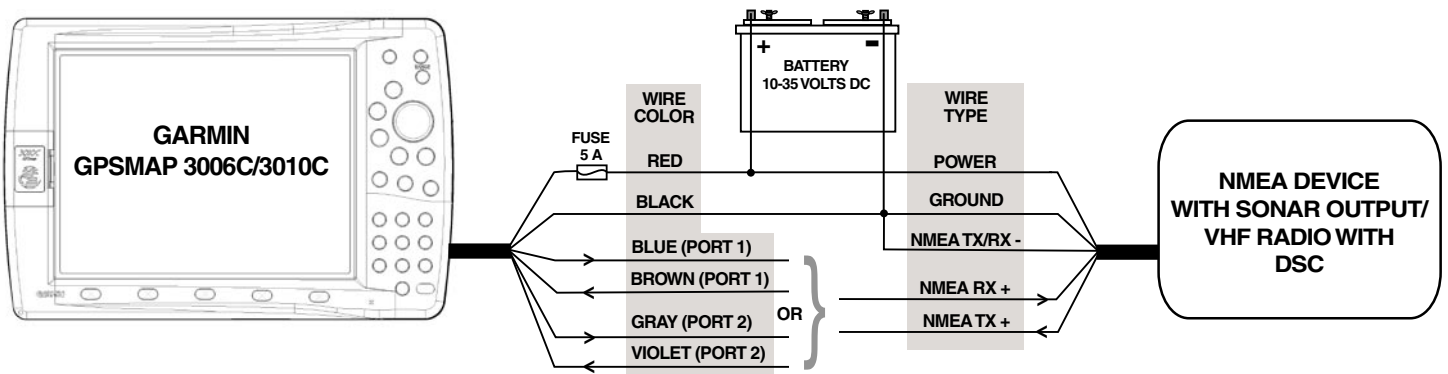 GARMIN
GPSMAP 3006C/3010C
+
-
BATTERY
10-35 VOLTS DC
WIRE
COLOR
WIRE
TYPE
FUSE
5 A
RED
POWER
BLACK
GROUND
BLUE (PORT 1)
NMEA TX/RX -
BROWN (PORT 1)
NMEA RX +
GRAY (PORT 2)
OR
NMEA TX +
VIOLET (PORT 2)
NMEA DEVICE
WITH SONAR OUTPUT/
VHF RADIO WITH
DSC